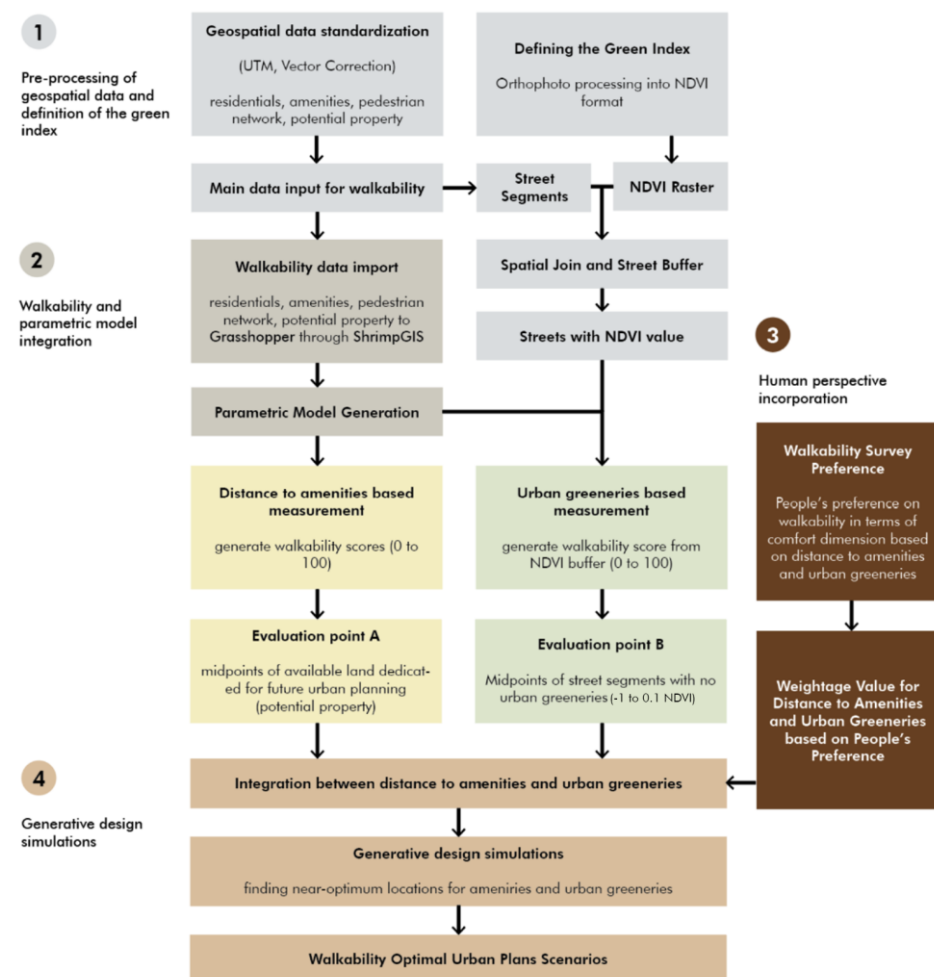 1
Pre-processing of
geospatial data and
definition of the green
index
Geospatial data standardization
(UTM, Vector Correction)
residentials, amenities, pedestrian
network, potential property
Defining the Green Index
Orthophoto processing into NDVI
format
Main data input for walkability
Street
Segments
NDVI Raster
2
Walkability and
parametric model
integration
Walkability data import
residentials, amenities, pedestrian
network, potential property to
Grasshopper through ShrimpGIS
Spatial Join and Street Buffer
Streets with NDVI value
Parametric Model Generation
3
Human perspective
incorporation
Walkability Survey
Preference
People's preference on
walkability in terms of
comfort dimension based
on distance to amenities
and urban greeneries
Distance to amenities based
measurement
generate walkability scores (0 to
100)
Urban greeneries based
measurement
generate walkability score from
NDVI buffer (0 to 100)
Evaluation point A
midpoints of available land dedicat-
ed for future urban planning
(potential property)
Evaluation point B
Midpoints of street segments with no
urban greeneries (-1 to 0.1 NDVI)
Weightage Value for
Distance to Amenities
and Urban Greeneries
based on People's
Preference
4
Generative design
simulations
Integration between distance to amenities and urban greeneries
Generative design simulations
finding near-optimum locations for ameniries and urban greeneries
Walkability Optimal Urban Plans Scenarios